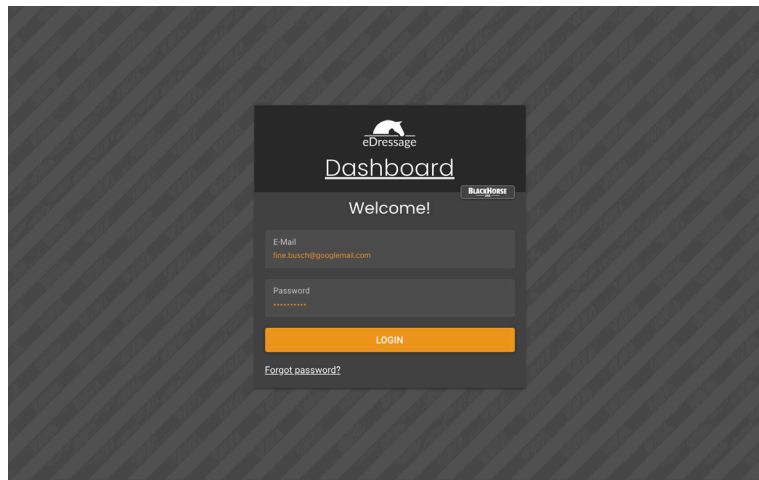 eDressage
Dashboard
BLACKHORSE
Welcome!
E-Mail
fine.busch@googlemail.com
Password
••••••••••
LOGIN
Forgot password?